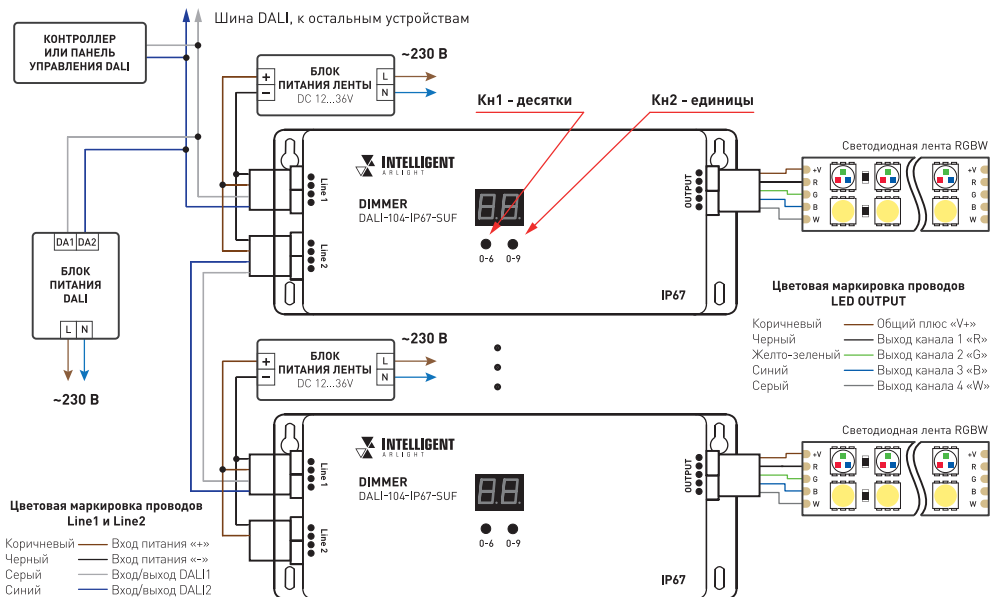 Шина DALI, к остальным устройствам
КОНТРОЛЛЕР
ИЛИ ПАНЕЛЬ
УПРАВЛЕНИЯ DALI
+
−
БЛОК
ПИТАНИЯ ЛЕНТЫ
DC 12...36V
L
N
~230 В
Кн1 - десятки
Кн2 - единицы
INTELLIGENT
ARLIGHT
DIMMER
DALI-104-IP67-SUF
Line 1
Line 2
88
0-6
0-9
OUTPUT
IP67
Светодиодная лента RGBW
+V
R
G
B
W
+V
R
G
B
W
DA1
DA2
БЛОК
ПИТАНИЯ
DALI
L
N
~230 В
Цветовая маркировка проводов
LED OUTPUT
Коричневый Общий плюс «V+»
Черный Выход канала 1 «R»
Желто-зеленый Выход канала 2 «G»
Синий Выход канала 3 «B»
Серый Выход канала 4 «W»
+
−
БЛОК
ПИТАНИЯ ЛЕНТЫ
DC 12...36V
L
N
~230 В
INTELLIGENT
ARLIGHT
DIMMER
DALI-104-IP67-SUF
Line 1
Line 2
88
0-6
0-9
OUTPUT
IP67
Светодиодная лента RGBW
+V
R
G
B
W
+V
R
G
B
W
Цветовая маркировка проводов
Line1 и Line2
Коричневый Вход питания «+»
Черный Вход питания «-»
Серый Вход/выход DALI1
Синий Вход/выход DALI2